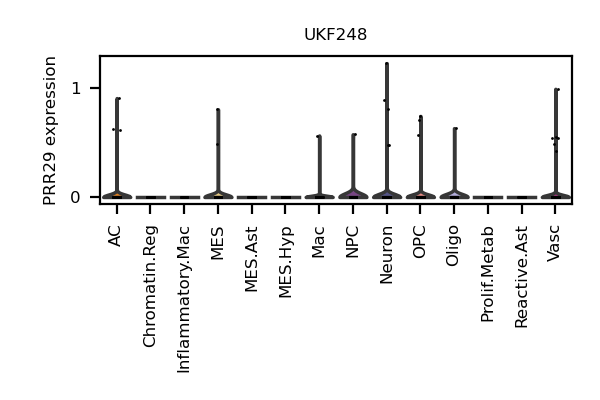 UKF248
PRR29 expression
1
0
AC
Chromatin.Reg
Inflammatory.Mac
MES
MES.Ast
MES.Hyp
Mac
NPC
Neuron
OPC
Oligo
Prolif.Metab
Reactive.Ast
Vasc